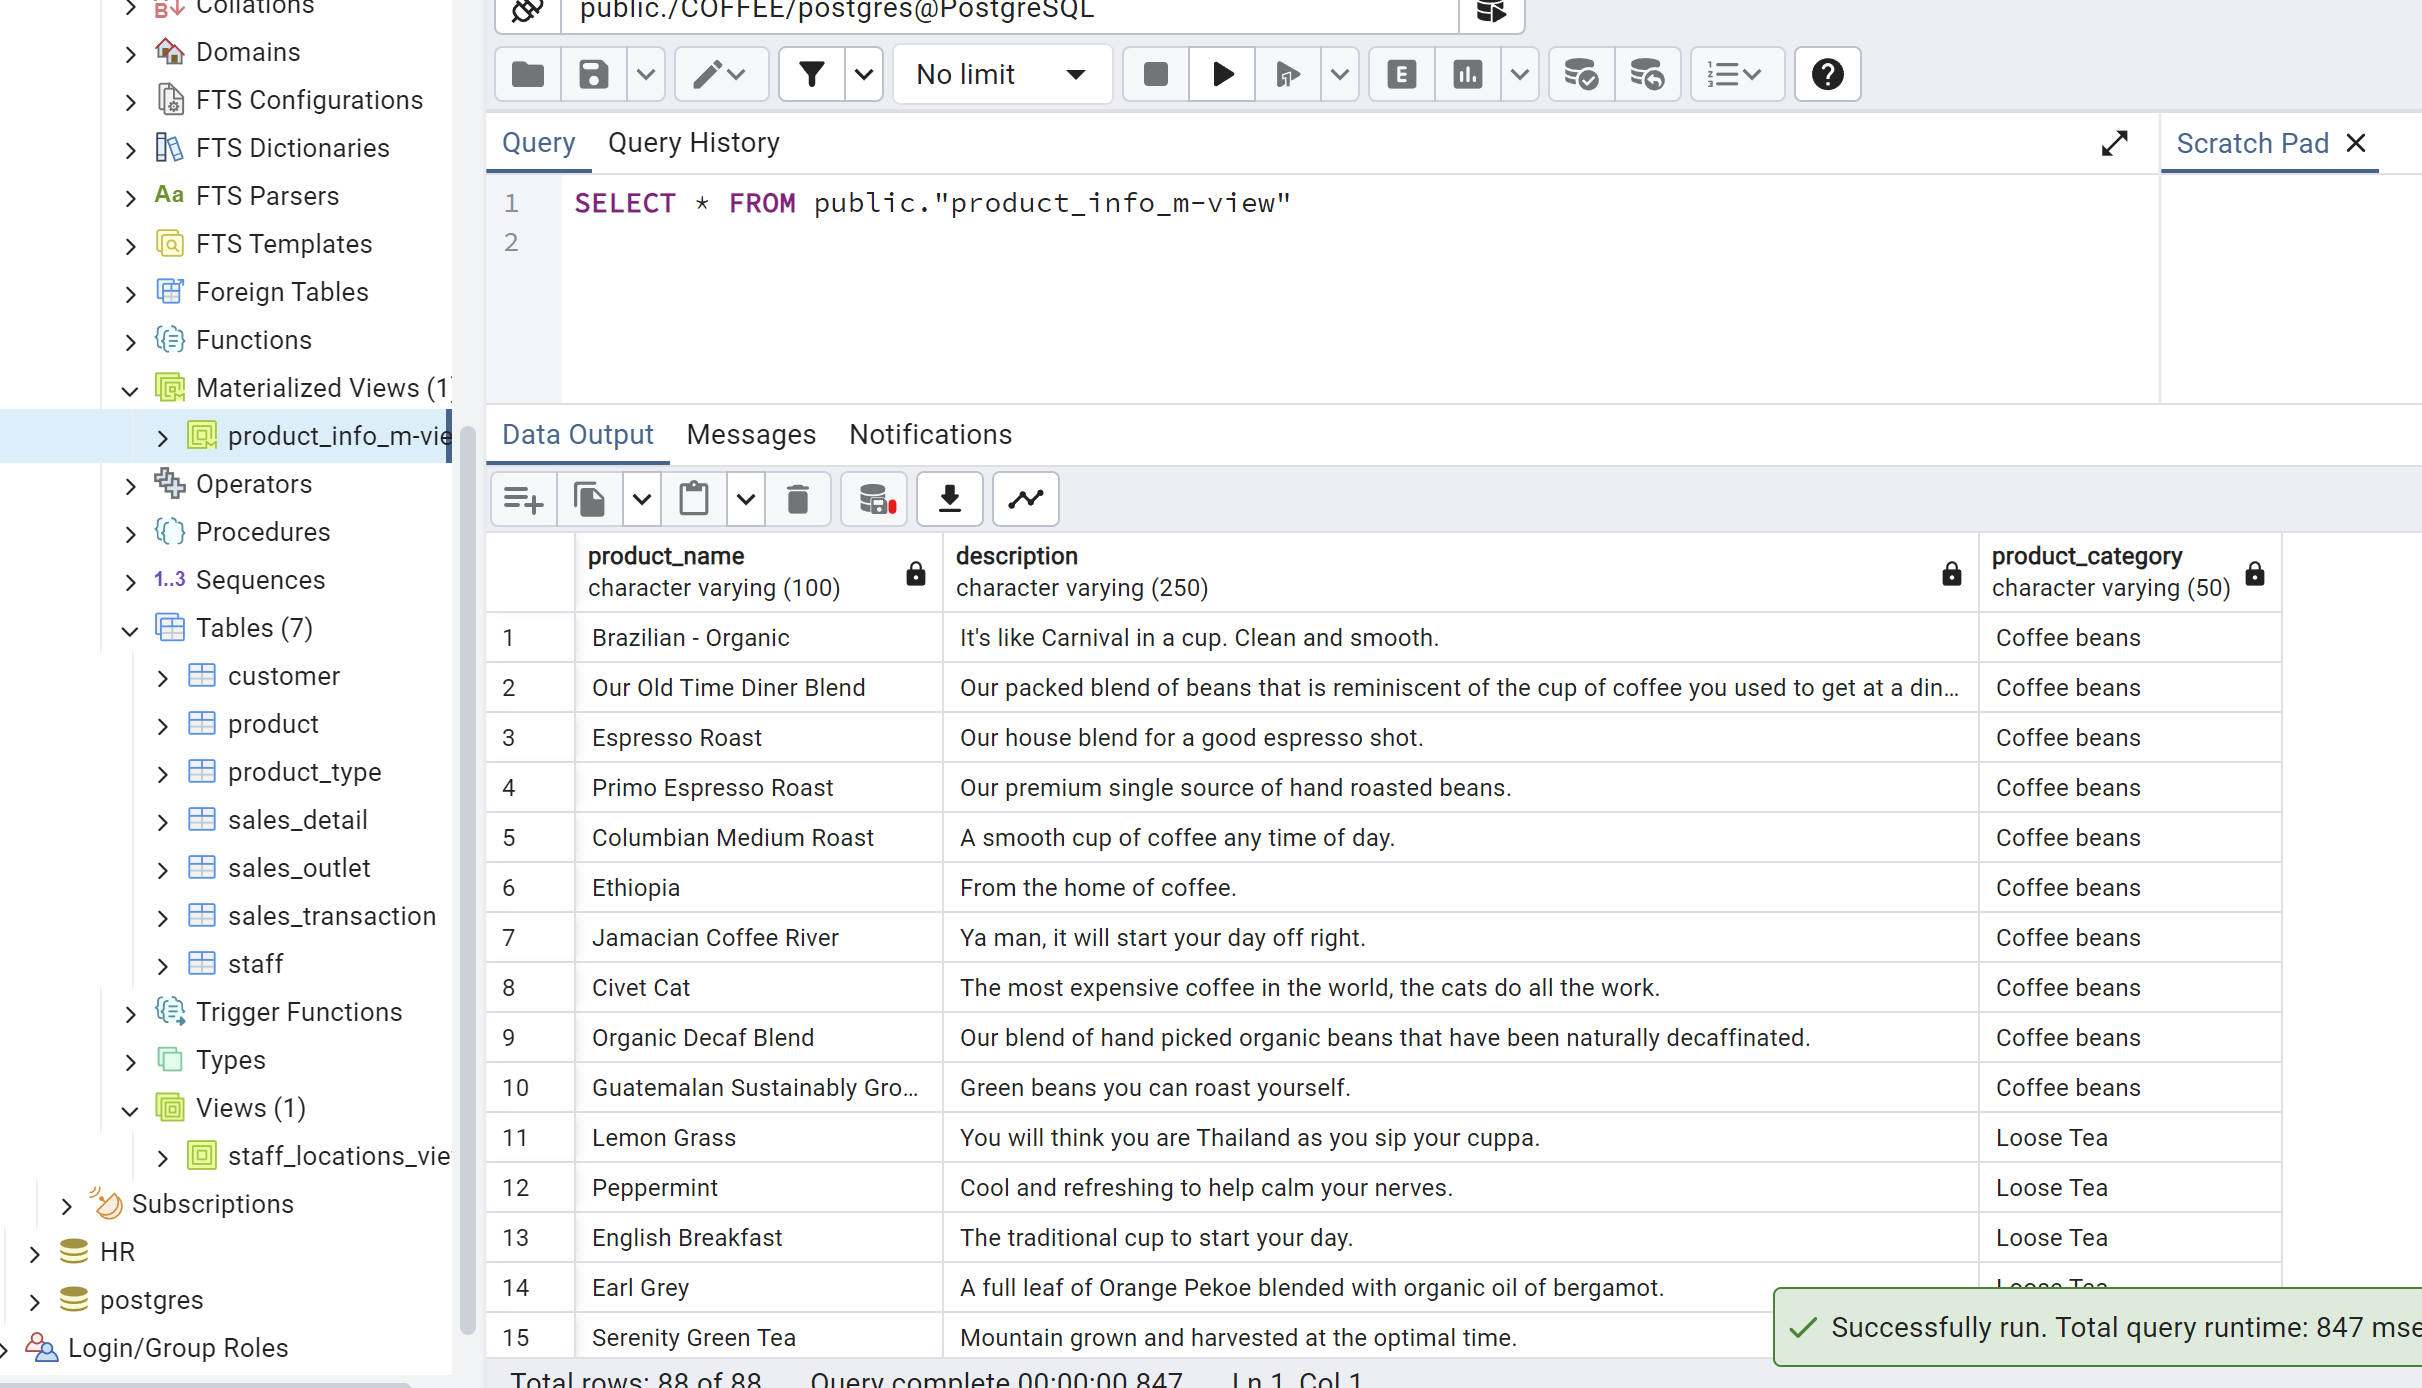 Collations
Domains
FTS Configurations
FTS Dictionaries
Aa FTS Parsers
FTS Templates
Foreign Tables
Functions
Materialized Views (1)
product_info_m-vie
Operators
Procedures
1..3 Sequences
Tables (7)
customer
product
product_type
sales_detail
sales_outlet
sales_transaction
staff
Trigger Functions
Types
Views (1)
staff_locations_vie
Subscriptions
HR
postgres
Login/Group Roles
public./COFFEE/postgres@PostgreSQL
No limit
E
Query Query History
Scratch Pad
1 SELECT * FROM public."product_info_m-view"
2
Data Output Messages Notifications
product_name description product_category
character varying (100) character varying (250) character varying (50)
1 Brazilian - Organic It's like Carnival in a cup. Clean and smooth. Coffee beans
2 Our Old Time Diner Blend Our packed blend of beans that is reminiscent of the cup of coffee you used to get at a din... Coffee beans
3 Espresso Roast Our house blend for a good espresso shot. Coffee beans
4 Primo Espresso Roast Our premium single source of hand roasted beans. Coffee beans
5 Columbian Medium Roast A smooth cup of coffee any time of day. Coffee beans
6 Ethiopia From the home of coffee. Coffee beans
7 Jamacian Coffee River Ya man, it will start your day off right. Coffee beans
8 Civet Cat The most expensive coffee in the world, the cats do all the work. Coffee beans
9 Organic Decaf Blend Our blend of hand picked organic beans that have been naturally decaffinated. Coffee beans
10 Guatemalan Sustainably Gro... Green beans you can roast yourself. Coffee beans
11 Lemon Grass You will think you are Thailand as you sip your cuppa. Loose Tea
12 Peppermint Cool and refreshing to help calm your nerves. Loose Tea
13 English Breakfast The traditional cup to start your day. Loose Tea
14 Earl Grey A full leaf of Orange Pekoe blended with organic oil of bergamot. Loose Tea
15 Serenity Green Tea Mountain grown and harvested at the optimal time.
Successfully run. Total query runtime: 847 mse
Total rows: 88 of 88 Query complete 00:00:00.847 Ln 1, Col 1